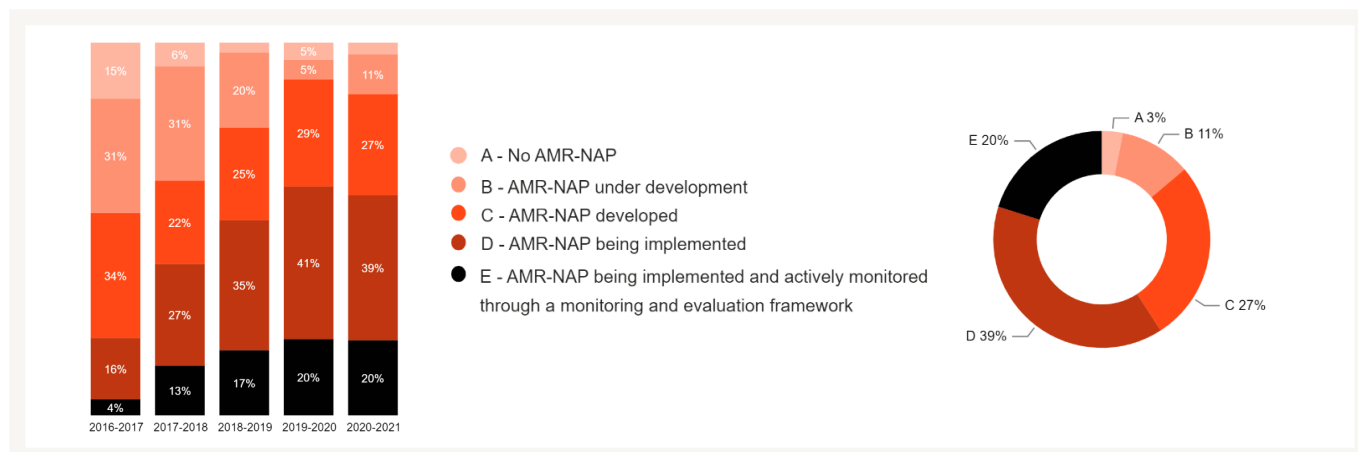 15%
31%
34%
16%
4%
2016-2017
6%
31%
22%
27%
13%
2017-2018
20%
25%
35%
17%
2018-2019
5%
5%
29%
41%
20%
2019-2020
11%
27%
39%
20%
2020-2021
A - No AMR-NAP
B - AMR-NAP under development
C - AMR-NAP developed
D - AMR-NAP being implemented
E - AMR-NAP being implemented and actively monitored
through a monitoring and evaluation framework
A 3%
B 11%
E 20%
C 27%
D 39%